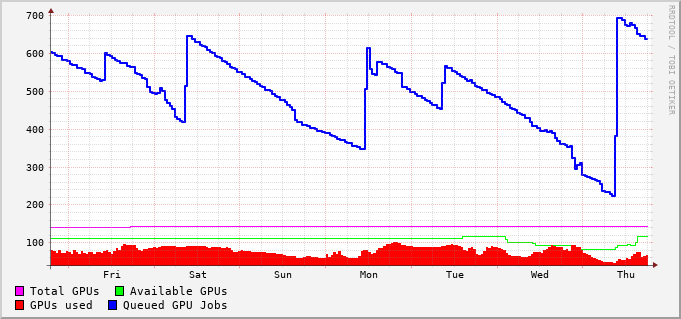 700
600
500
400
300
200
100
Fri Sat Sun Mon Tue Wed Thu
Total GPUs Available GPUs
GPUs used Queued GPU Jobs
RRDTOOL / TOBI OETIKER